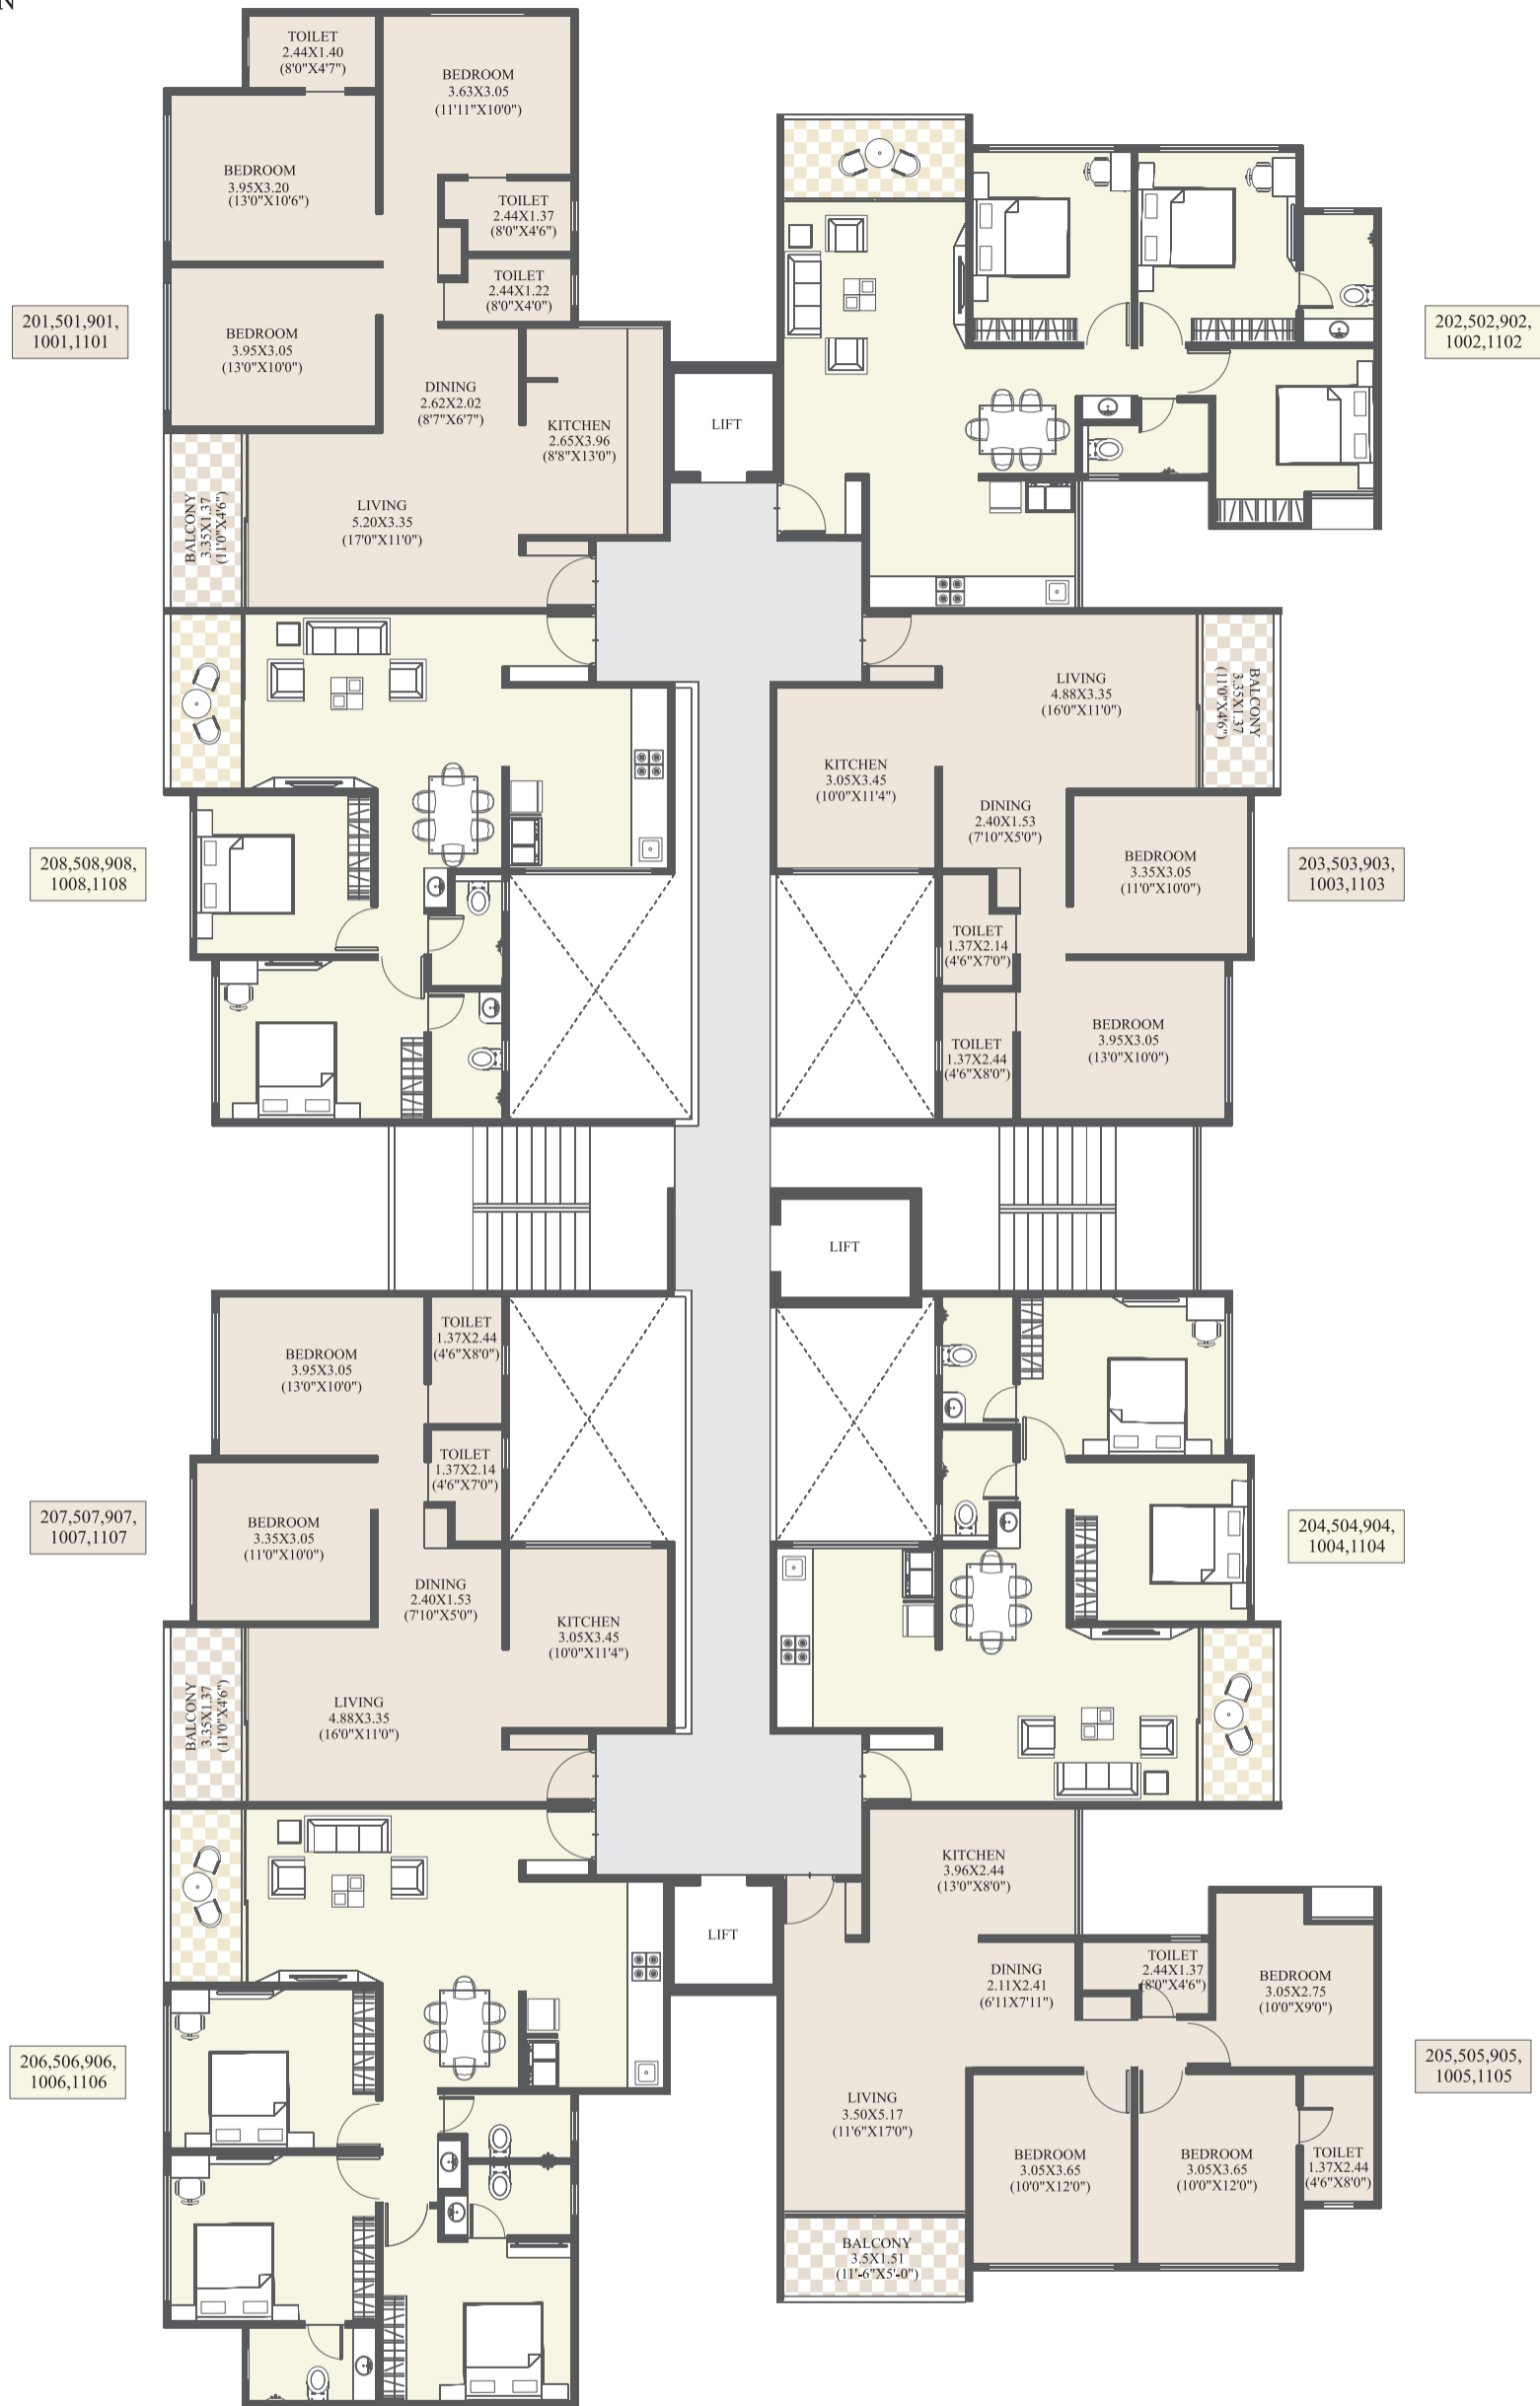 N
TOILET
2.44X1.40
(8'0"X4'7")
BEDROOM
3.63X3.05
(11'11"X10'0")
BEDROOM
3.95X3.20
(13'0"X10'6")
TOILET
2.44X1.37
(8'0"X4'6")
TOILET
2.44X1.22
(8'0"X4'0")
201,501,901,
1001,1101
BEDROOM
3.95X3.05
(13'0"X10'0")
DINING
2.62X2.02
(8'7"X6'7")
KITCHEN
2.65X3.96
(8'8"X13'0")
LIFT
202,502,902,
1002,1102
BALCONY
3.35X1.37
(11'0"X4'6")
LIVING
5.20X3.35
(17'0"X11'0")
LIVING
4.88X3.35
(16'0"X11'0")
BALCONY
3.35X1.37
(11'0"X4'6")
KITCHEN
3.05X3.45
(10'0"X11'4")
DINING
2.40X1.53
(7'10"X5'0")
208,508,908,
1008,1108
BEDROOM
3.35X3.05
(11'0"X10'0")
203,503,903,
1003,1103
TOILET
1.37X2.14
(4'6"X7'0")
TOILET
1.37X2.44
(4'6"X8'0")
BEDROOM
3.95X3.05
(13'0"X10'0")
LIFT
BEDROOM
3.95X3.05
(13'0"X10'0")
TOILET
1.37X2.44
(4'6"X8'0")
TOILET
1.37X2.14
(4'6"X7'0")
207,507,907,
1007,1107
BEDROOM
3.35X3.05
(11'0"X10'0")
204,504,904,
1004,1104
DINING
2.40X1.53
(7'10"X5'0")
KITCHEN
3.05X3.45
(10'0"X11'4")
BALCONY
3.35X1.37
(11'0"X4'6")
LIVING
4.88X3.35
(16'0"X11'0")
KITCHEN
3.96X2.44
(13'0"X8'0")
LIFT
DINING
2.11X2.41
(6'11X7'11")
TOILET
2.44X1.37
(8'0"X4'6")
BEDROOM
3.05X2.75
(10'0"X9'0")
206,506,906,
1006,1106
205,505,905,
1005,1105
LIVING
3.50X5.17
(11'6"X17'0")
BEDROOM
3.05X3.65
(10'0"X12'0")
BEDROOM
3.05X3.65
(10'0"X12'0")
TOILET
1.37X2.44
(4'6"X8'0")
BALCONY
3.5X1.51
(11'-6"X5'-0")